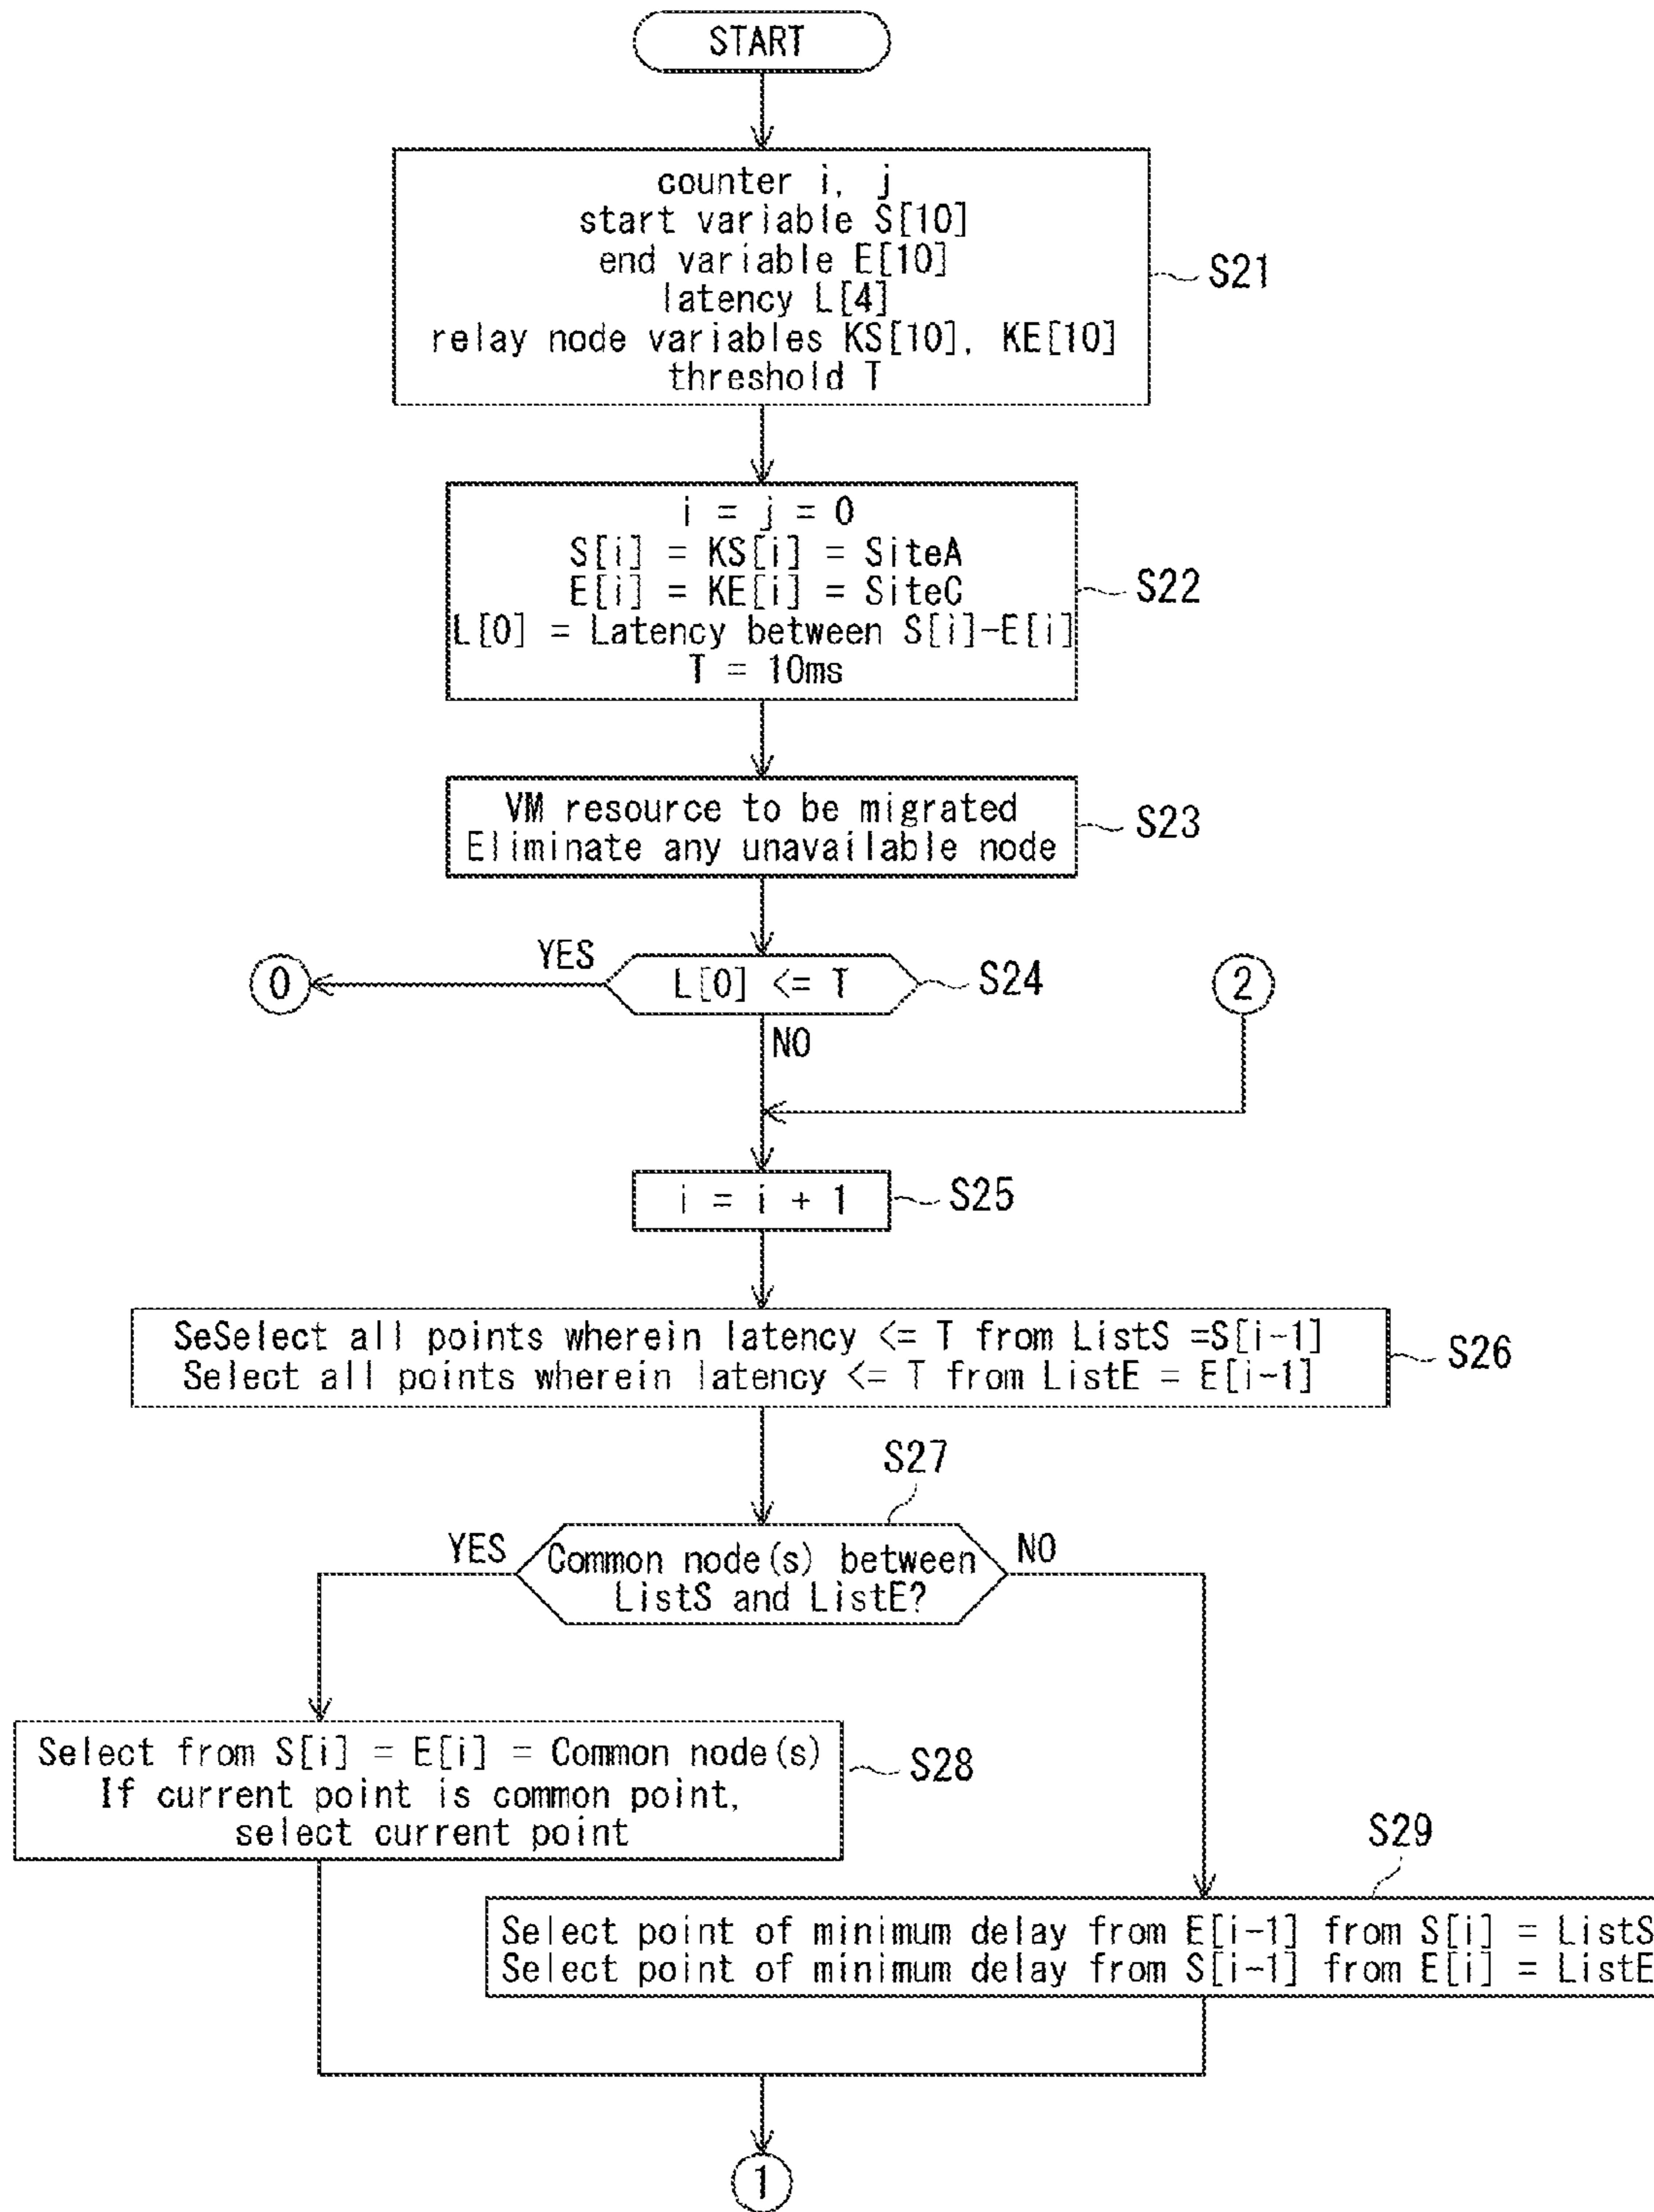 START
counter i, j
start variable S[10]
end variable E[10]
latency L[4]
relay node variables KS[10], KE[10]
threshold T
S21
i = j = 0
S[i] = KS[i] = SiteA
E[i] = KE[i] = SiteC
L[0] = Latency between S[i]-E[i]
T = 10ms
S22
VM resource to be migrated
Eliminate any unavailable node
S23
YES
0
L[0] <= T
S24
2
NO
i = i + 1
S25
SeSelect all points wherein latency <= T from ListS =S[i-1]
Select all points wherein latency <= T from ListE = E[i-1]
S26
S27
YES
Common node(s) between
ListS and ListE?
NO
Select from S[i] = E[i] = Common node(s)
If current point is common point,
select current point
S28
S29
Select point of minimum delay from E[i-1] from S[i] = ListS
Select point of minimum delay from S[i-1] from E[i] = ListE
1